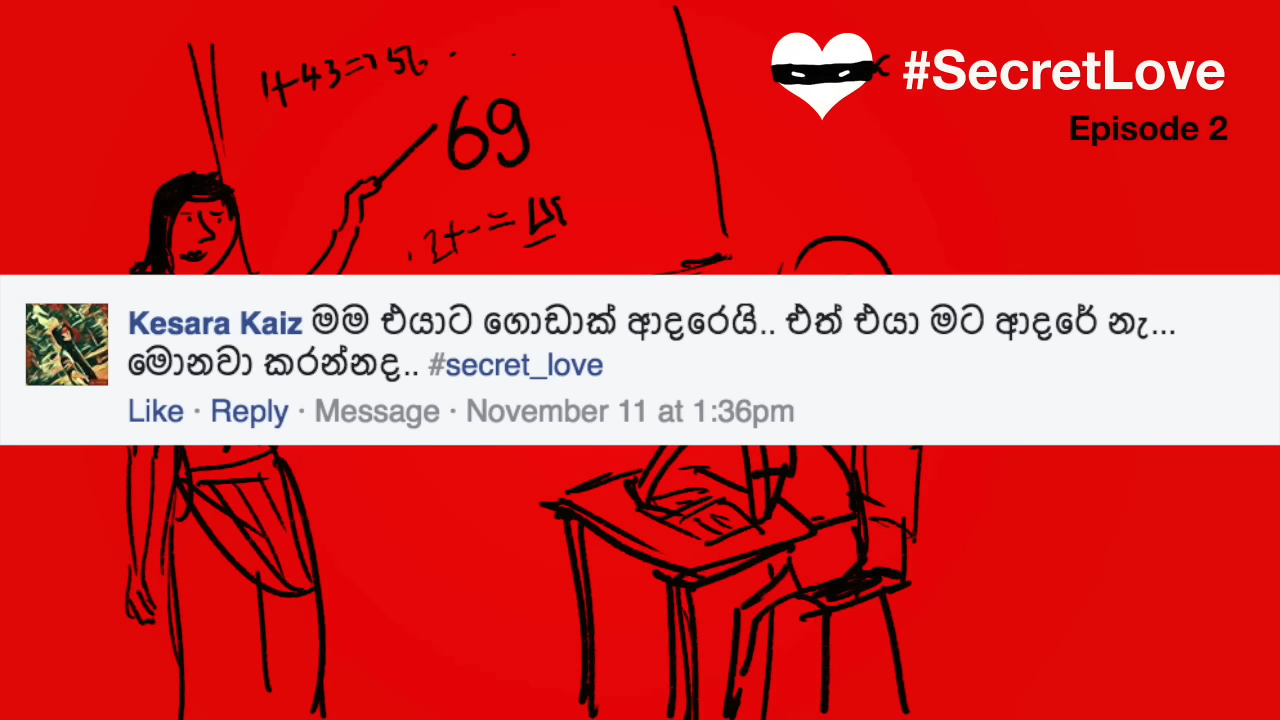 #SecretLove
Episode 2
69
Kesara Kaiz මම එයාට ගොඩාක් ආදරෙයි.. එත් එයා මට ආදරේ නැ...
මොනවා කරන්නද.. #secret_love
Like · Reply · Message · November 11 at 1:36pm